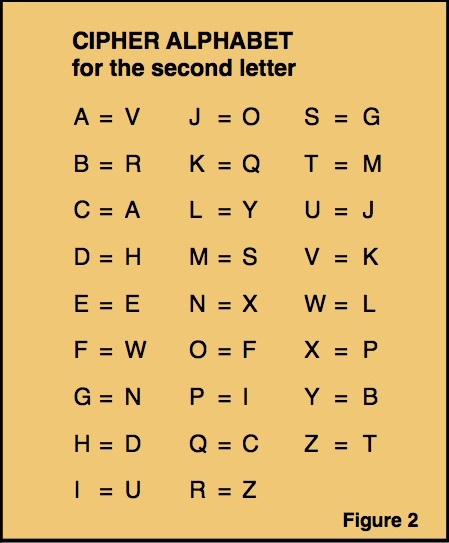 CIPHER ALPHABET
for the second letter
A = V J = O S = G
B = R K = Q T = M
C = A L = Y U = J
D = H M = S V = K
E = E N = X W = L
F = W O = F X = P
G = N P = I Y = B
H = D Q = C Z = T
I = U R = Z
Figure 2